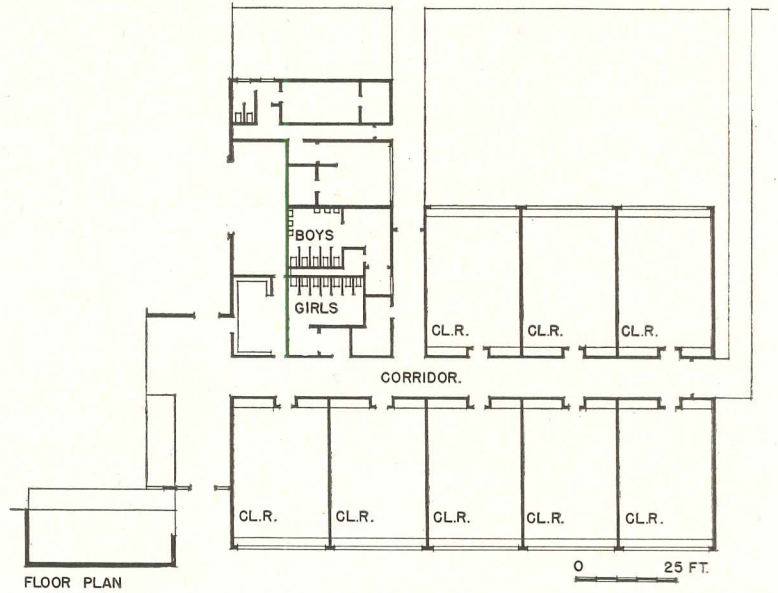 BOYS
GIRLS
CL.R. CL.R. CL.R.
CORRIDOR.
CL.R. CL.R. CL.R. CL.R. CL.R.
0 25 FT.
FLOOR PLAN